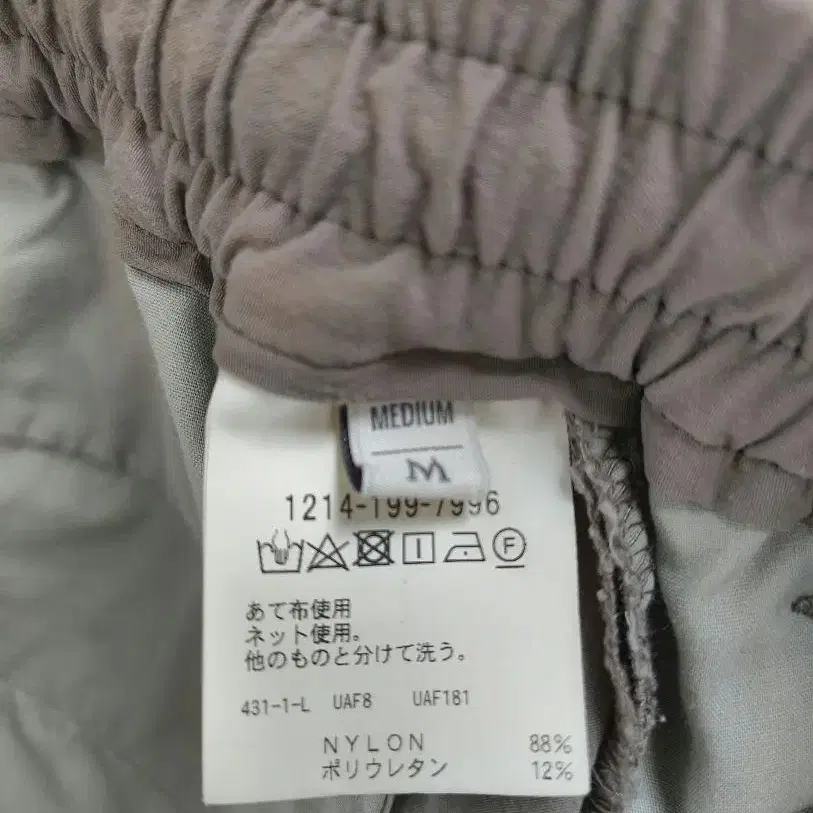 MEDIUM
M
1214-199-7996
F
あて布使用
ネット使用。
他のものと分けて洗う。
431-1-L UAF8 UAF181
NYLON 88%
ポリウレタン 12%